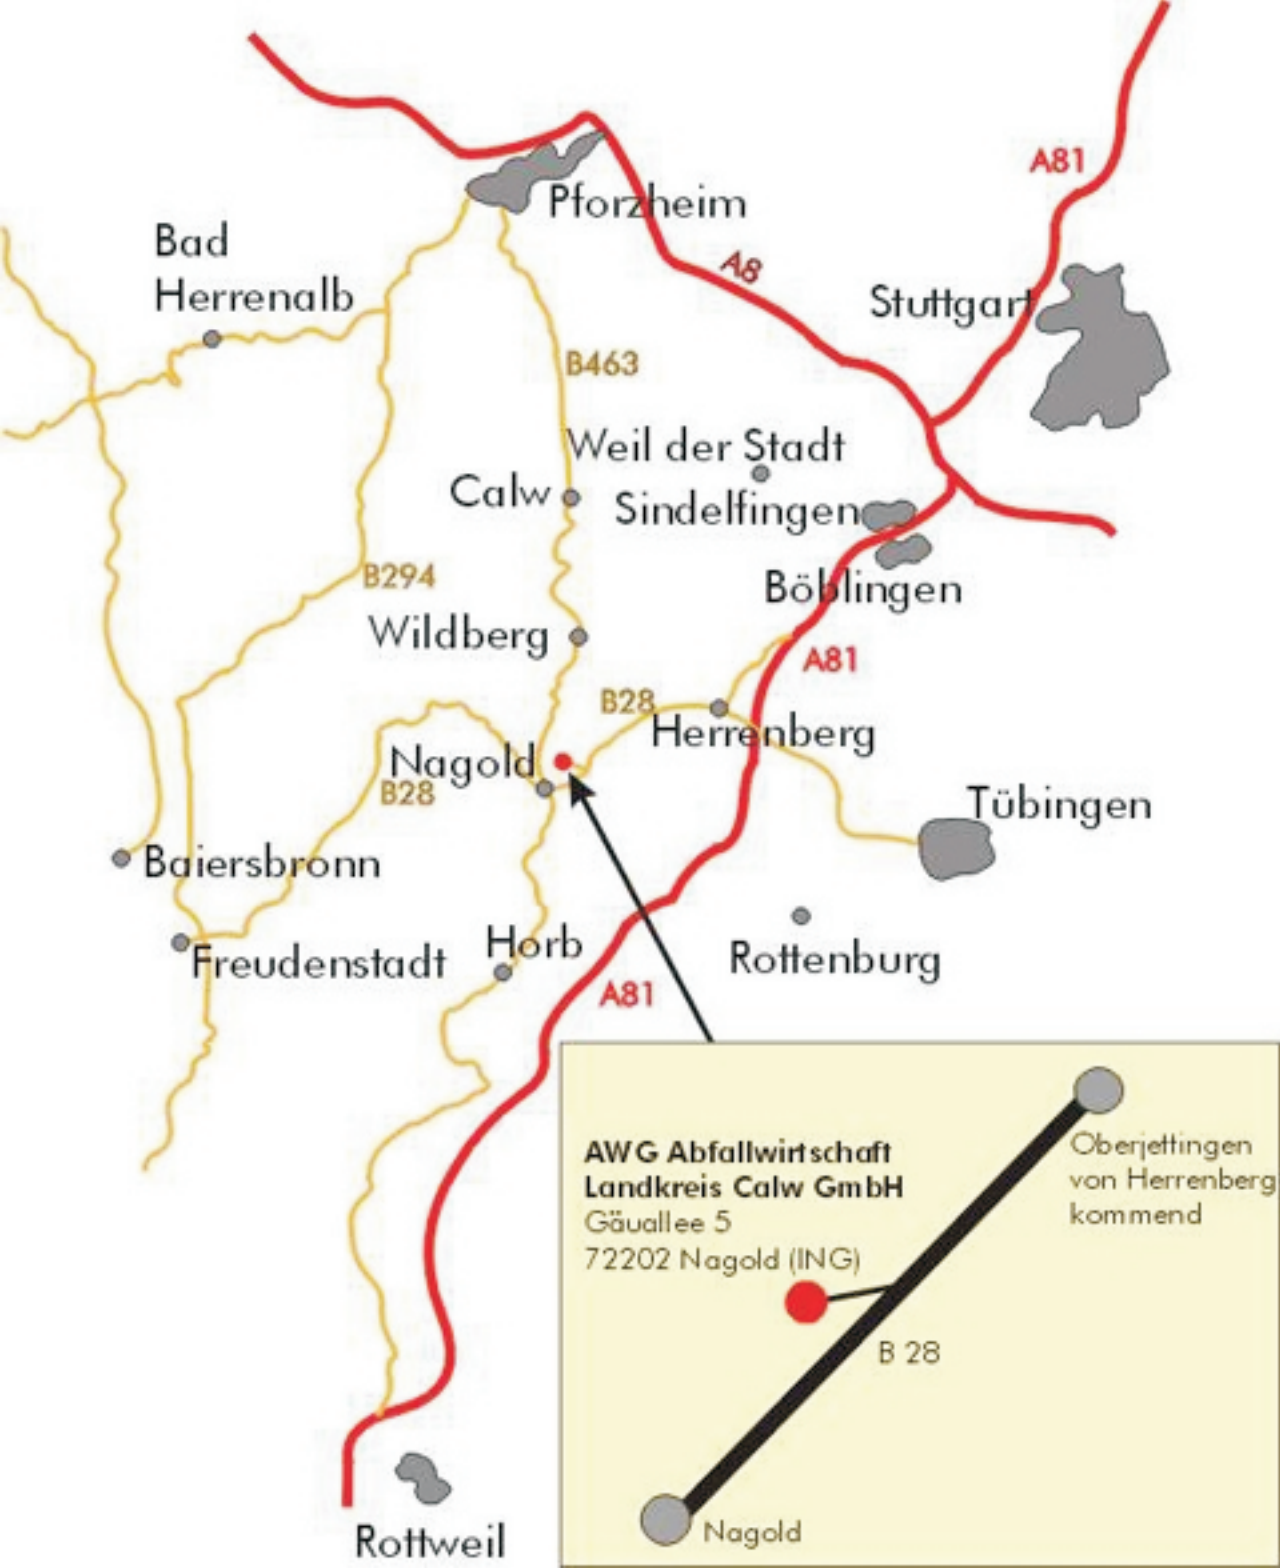 A81
Pforzheim
Bad
Herrenalb
A8
Stuttgart
B463
Weil der Stadt
Calw
Sindelfingen
B294
Böblingen
Wildberg
A81
B28
Herrenberg
Nagold
B28
Tübingen
Baiersbronn
Horb
Freudenstadt
Rottenburg
A81
AWG Abfallwirtschaft
Landkreis Calw GmbH
Gäuallee 5
72202 Nagold (ING)
Oberjettingen
von Herrenberg
kommend
B 28
Nagold
Rottweil